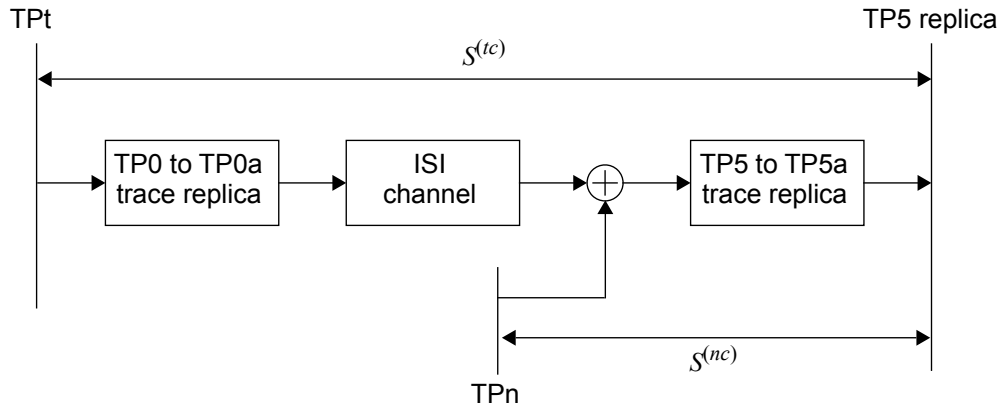 TPt
TP5 replica
S(tc)
TP0 to TP0a
trace replica
ISI
channel
TP5 to TP5a
trace replica
S(nc)
TPn